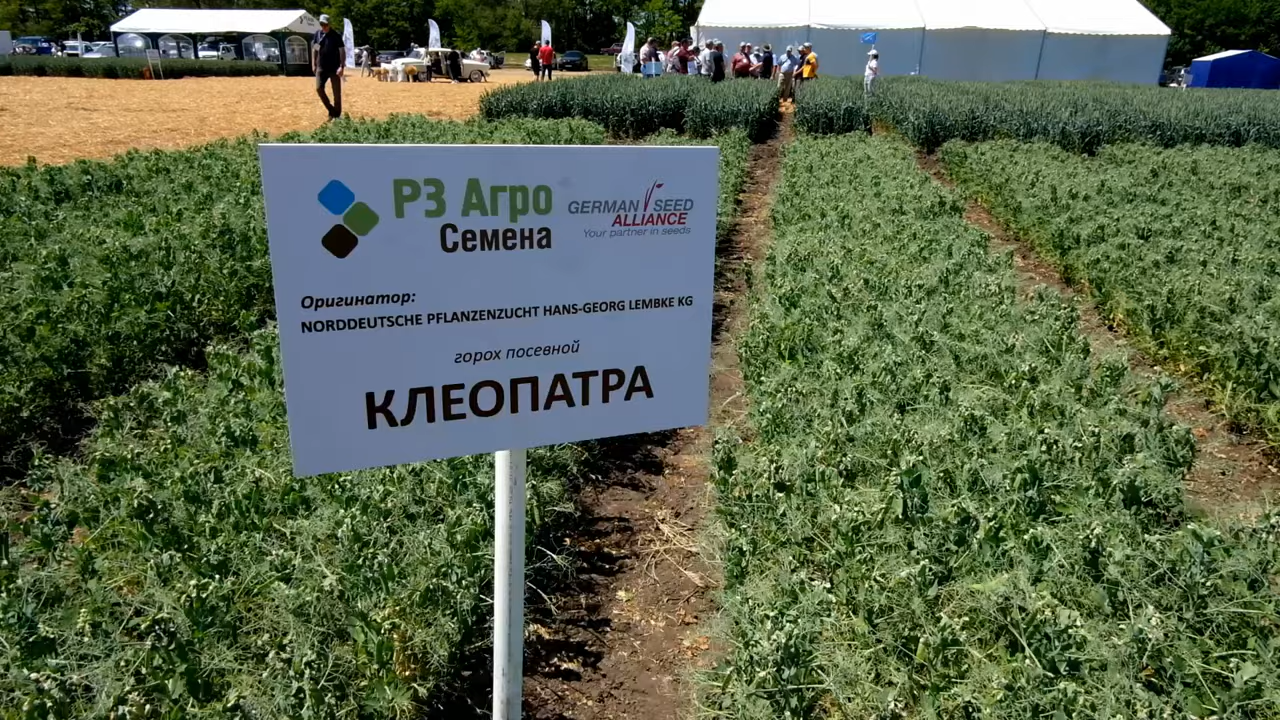 РЗ Агро
Семена
GERMAN SEED
ALLIANCE
Your partner in seeds
Оригинатор:
NORDDEUTSCHE PFLANZENZUCHT HANS-GEORG LEMBKE KG
горох посевной
КЛЕОПАТРА